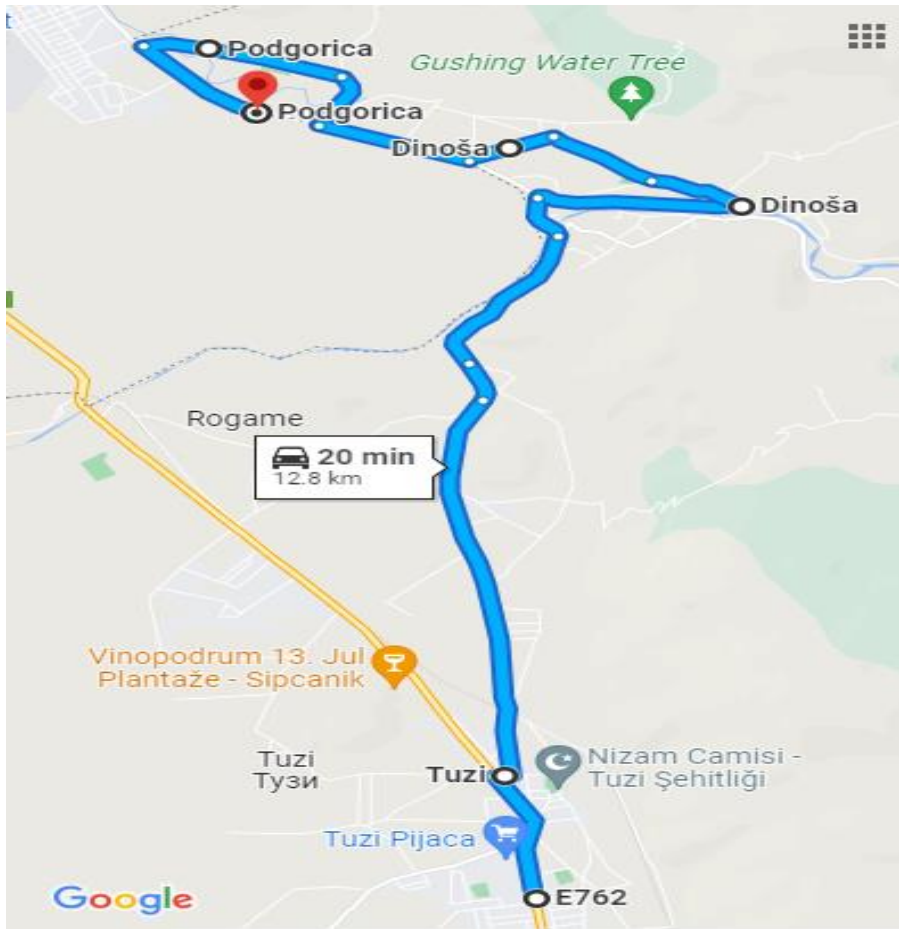 t
Podgorica
Gushing Water Tree
Podgorica
Dinoša
Dinoša
Rogame
20 min
12.8 km
Vinopodrum 13. Jul
Plantaže - Sipcanik
Tuzi
Тузи
Tuzi
Nizam Camisi -
Tuzi Şehitliği
Tuzi Pijaca
E762
Google